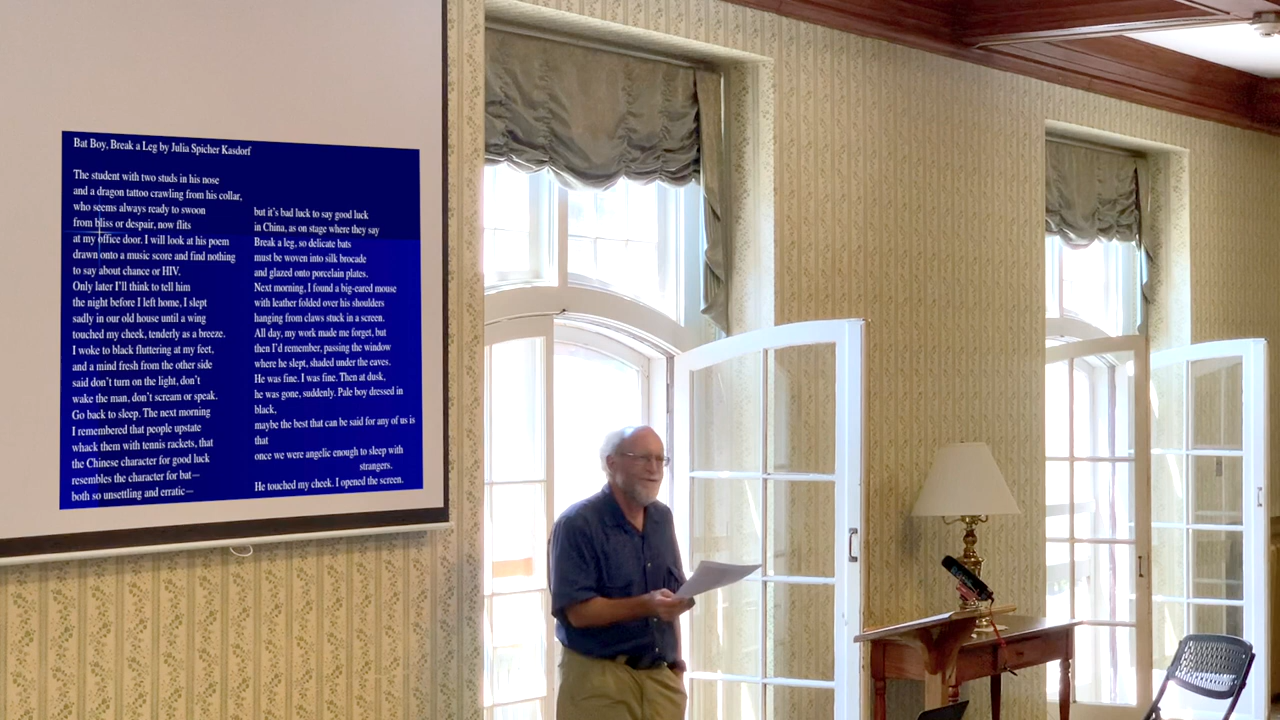 Bat Boy, Break a Leg by Julia Spicher Kasdorf
The student with two studs in his nose
and a dragon tattoo crawling from his collar,
who seems always ready to swoon
from bliss or despair, now flits
at my office door. I will look at his poem
drawn onto a music score and find nothing
to say about chance or HIV.
Only later I'll think to tell him
the night before I left home, I slept
sadly in our old house until a wing
touched my cheek, tenderly as a breeze.
I woke to black fluttering at my feet,
and a mind fresh from the other side
said don't turn on the light, don't
wake the man, don't scream or speak.
Go back to sleep. The next morning
I remembered that people upstate
whack them with tennis rackets, that
the Chinese character for good luck
resembles the character for bat—
both so unsettling and erratic—
but it's bad luck to say good luck
in China, as on stage where they say
Break a leg, so delicate bats
must be woven into silk brocade
and glazed onto porcelain plates.
Next morning, I found a big-eared mouse
with leather folded over his shoulders
hanging from claws stuck in a screen.
All day, my work made me forget, but
then I'd remember, passing the window
where he slept, shaded under the eaves.
He was fine. I was fine. Then at dusk,
he was gone, suddenly. Pale boy dressed in
black,
maybe the best that can be said for any of us is
that
once we were angelic enough to sleep with
strangers.
He touched my cheek. I opened the screen.